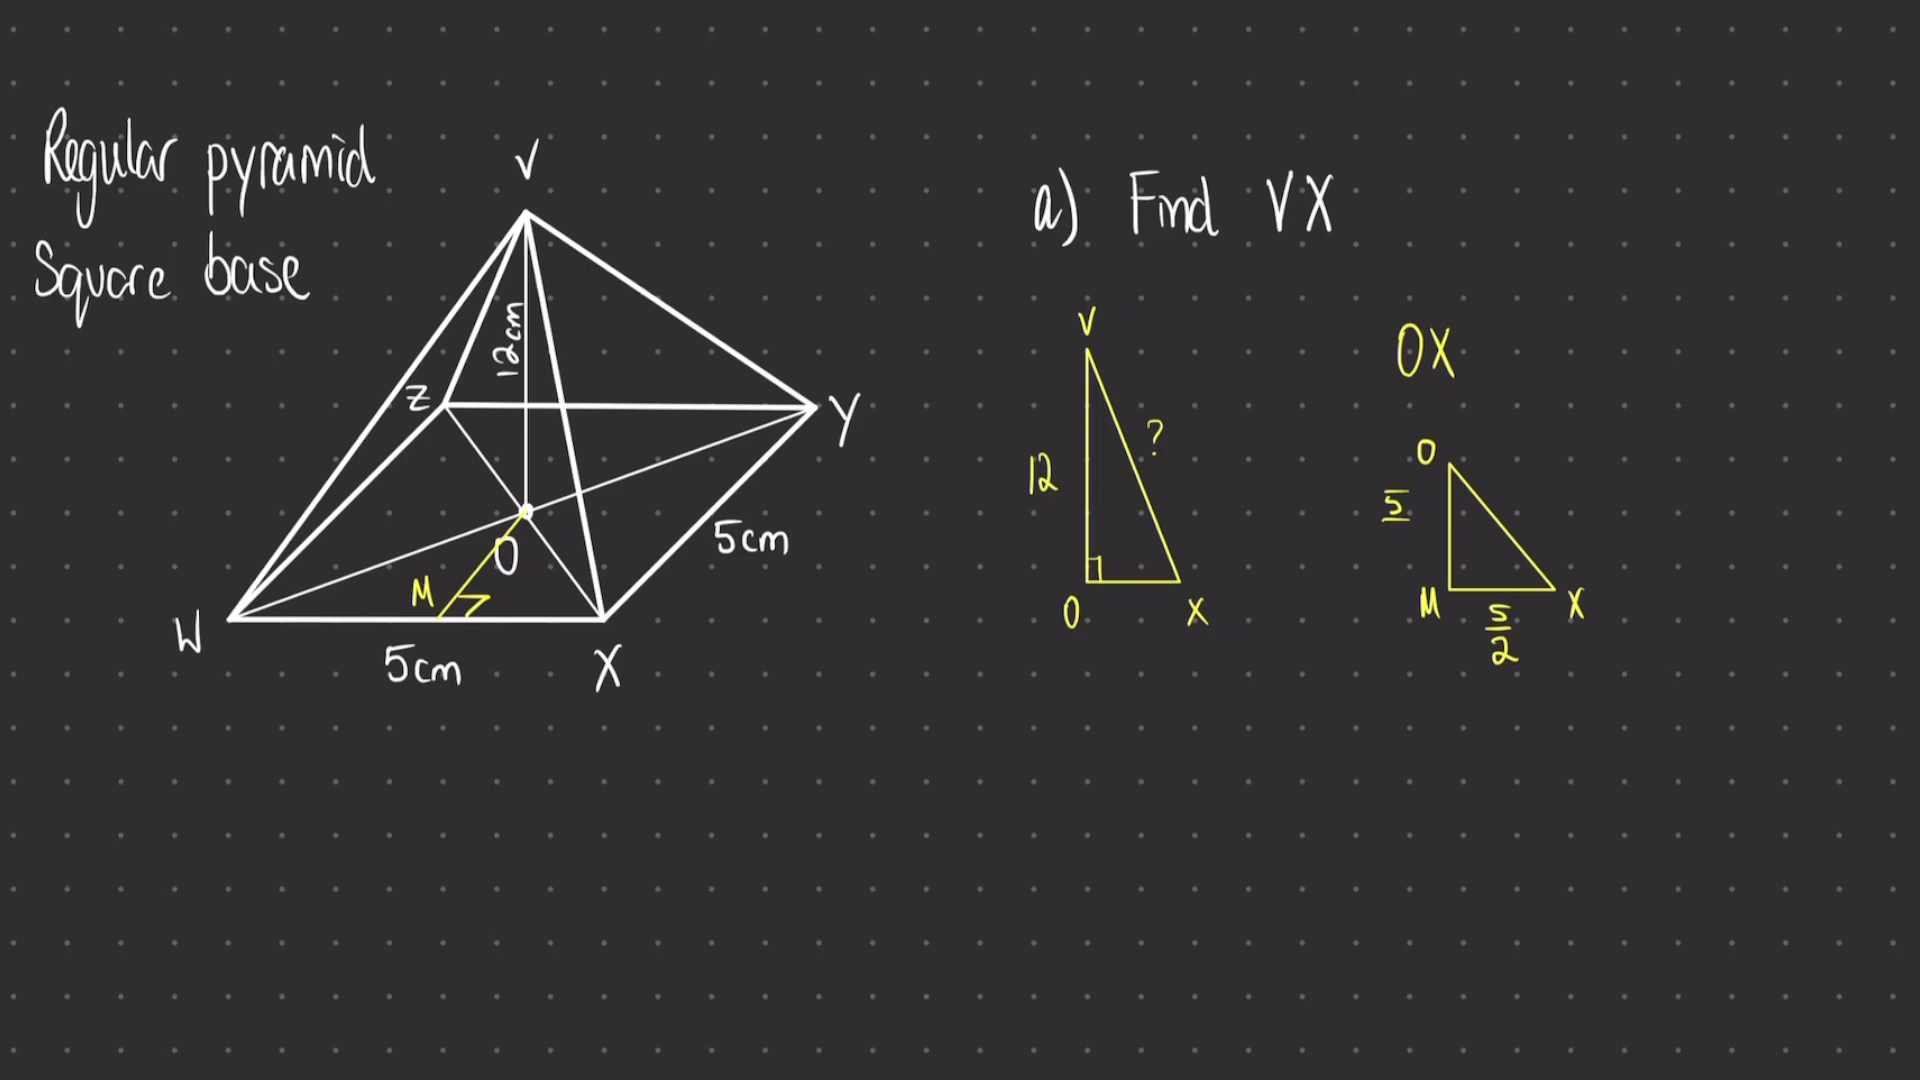 Regular pyramid
Square base
V
12cm
Z
Y
O
M
W
5cm
5cm
X
a) Find VX
V
12
?
O
X
OX
O
5
M
5
2
X